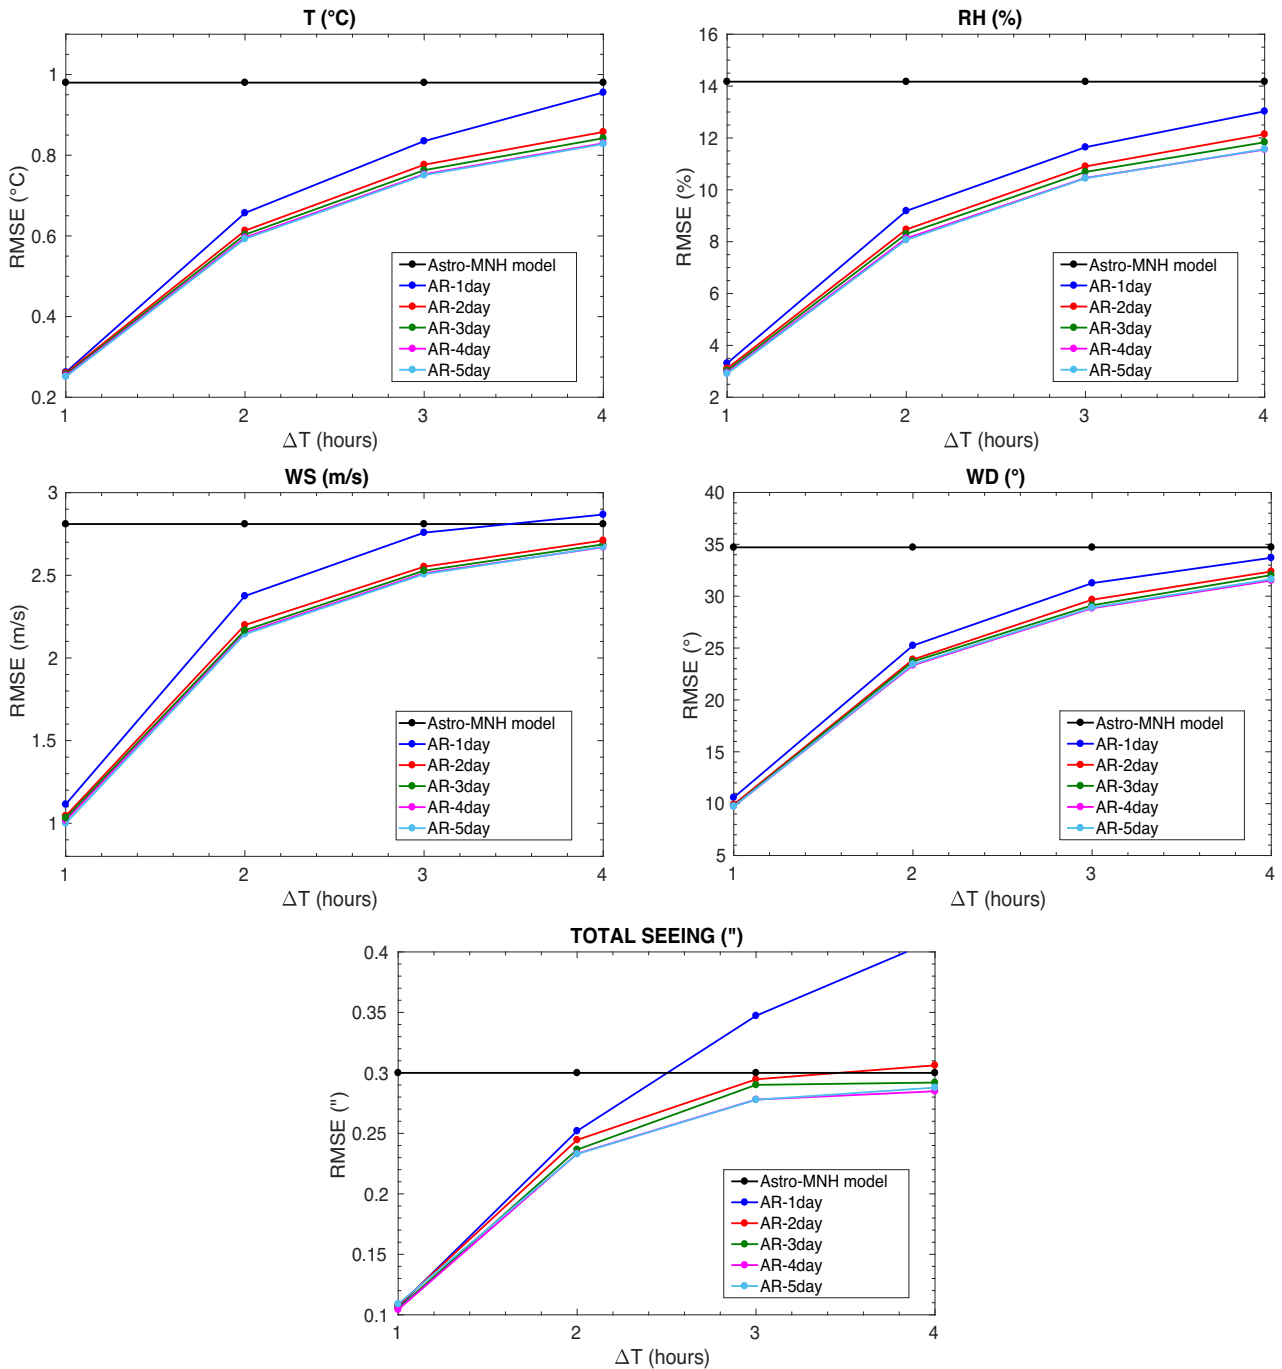 T (°C)
1
0.8
0.6
0.4
0.2
RMSE (°C)
Astro-MNH model
AR-1day
AR-2day
AR-3day
AR-4day
AR-5day
1 2 3 4
ΔT (hours)
RH (%)
16
14
12
10
8
6
4
2
RMSE (%)
Astro-MNH model
AR-1day
AR-2day
AR-3day
AR-4day
AR-5day
1 2 3 4
ΔT (hours)
WS (m/s)
3
2.5
2
1.5
1
RMSE (m/s)
Astro-MNH model
AR-1day
AR-2day
AR-3day
AR-4day
AR-5day
1 2 3 4
ΔT (hours)
WD (°)
40
35
30
25
20
15
10
5
RMSE (°)
Astro-MNH model
AR-1day
AR-2day
AR-3day
AR-4day
AR-5day
1 2 3 4
ΔT (hours)
TOTAL SEEING (")
0.4
0.35
0.3
0.25
0.2
0.15
0.1
RMSE (")
Astro-MNH model
AR-1day
AR-2day
AR-3day
AR-4day
AR-5day
1 2 3 4
ΔT (hours)